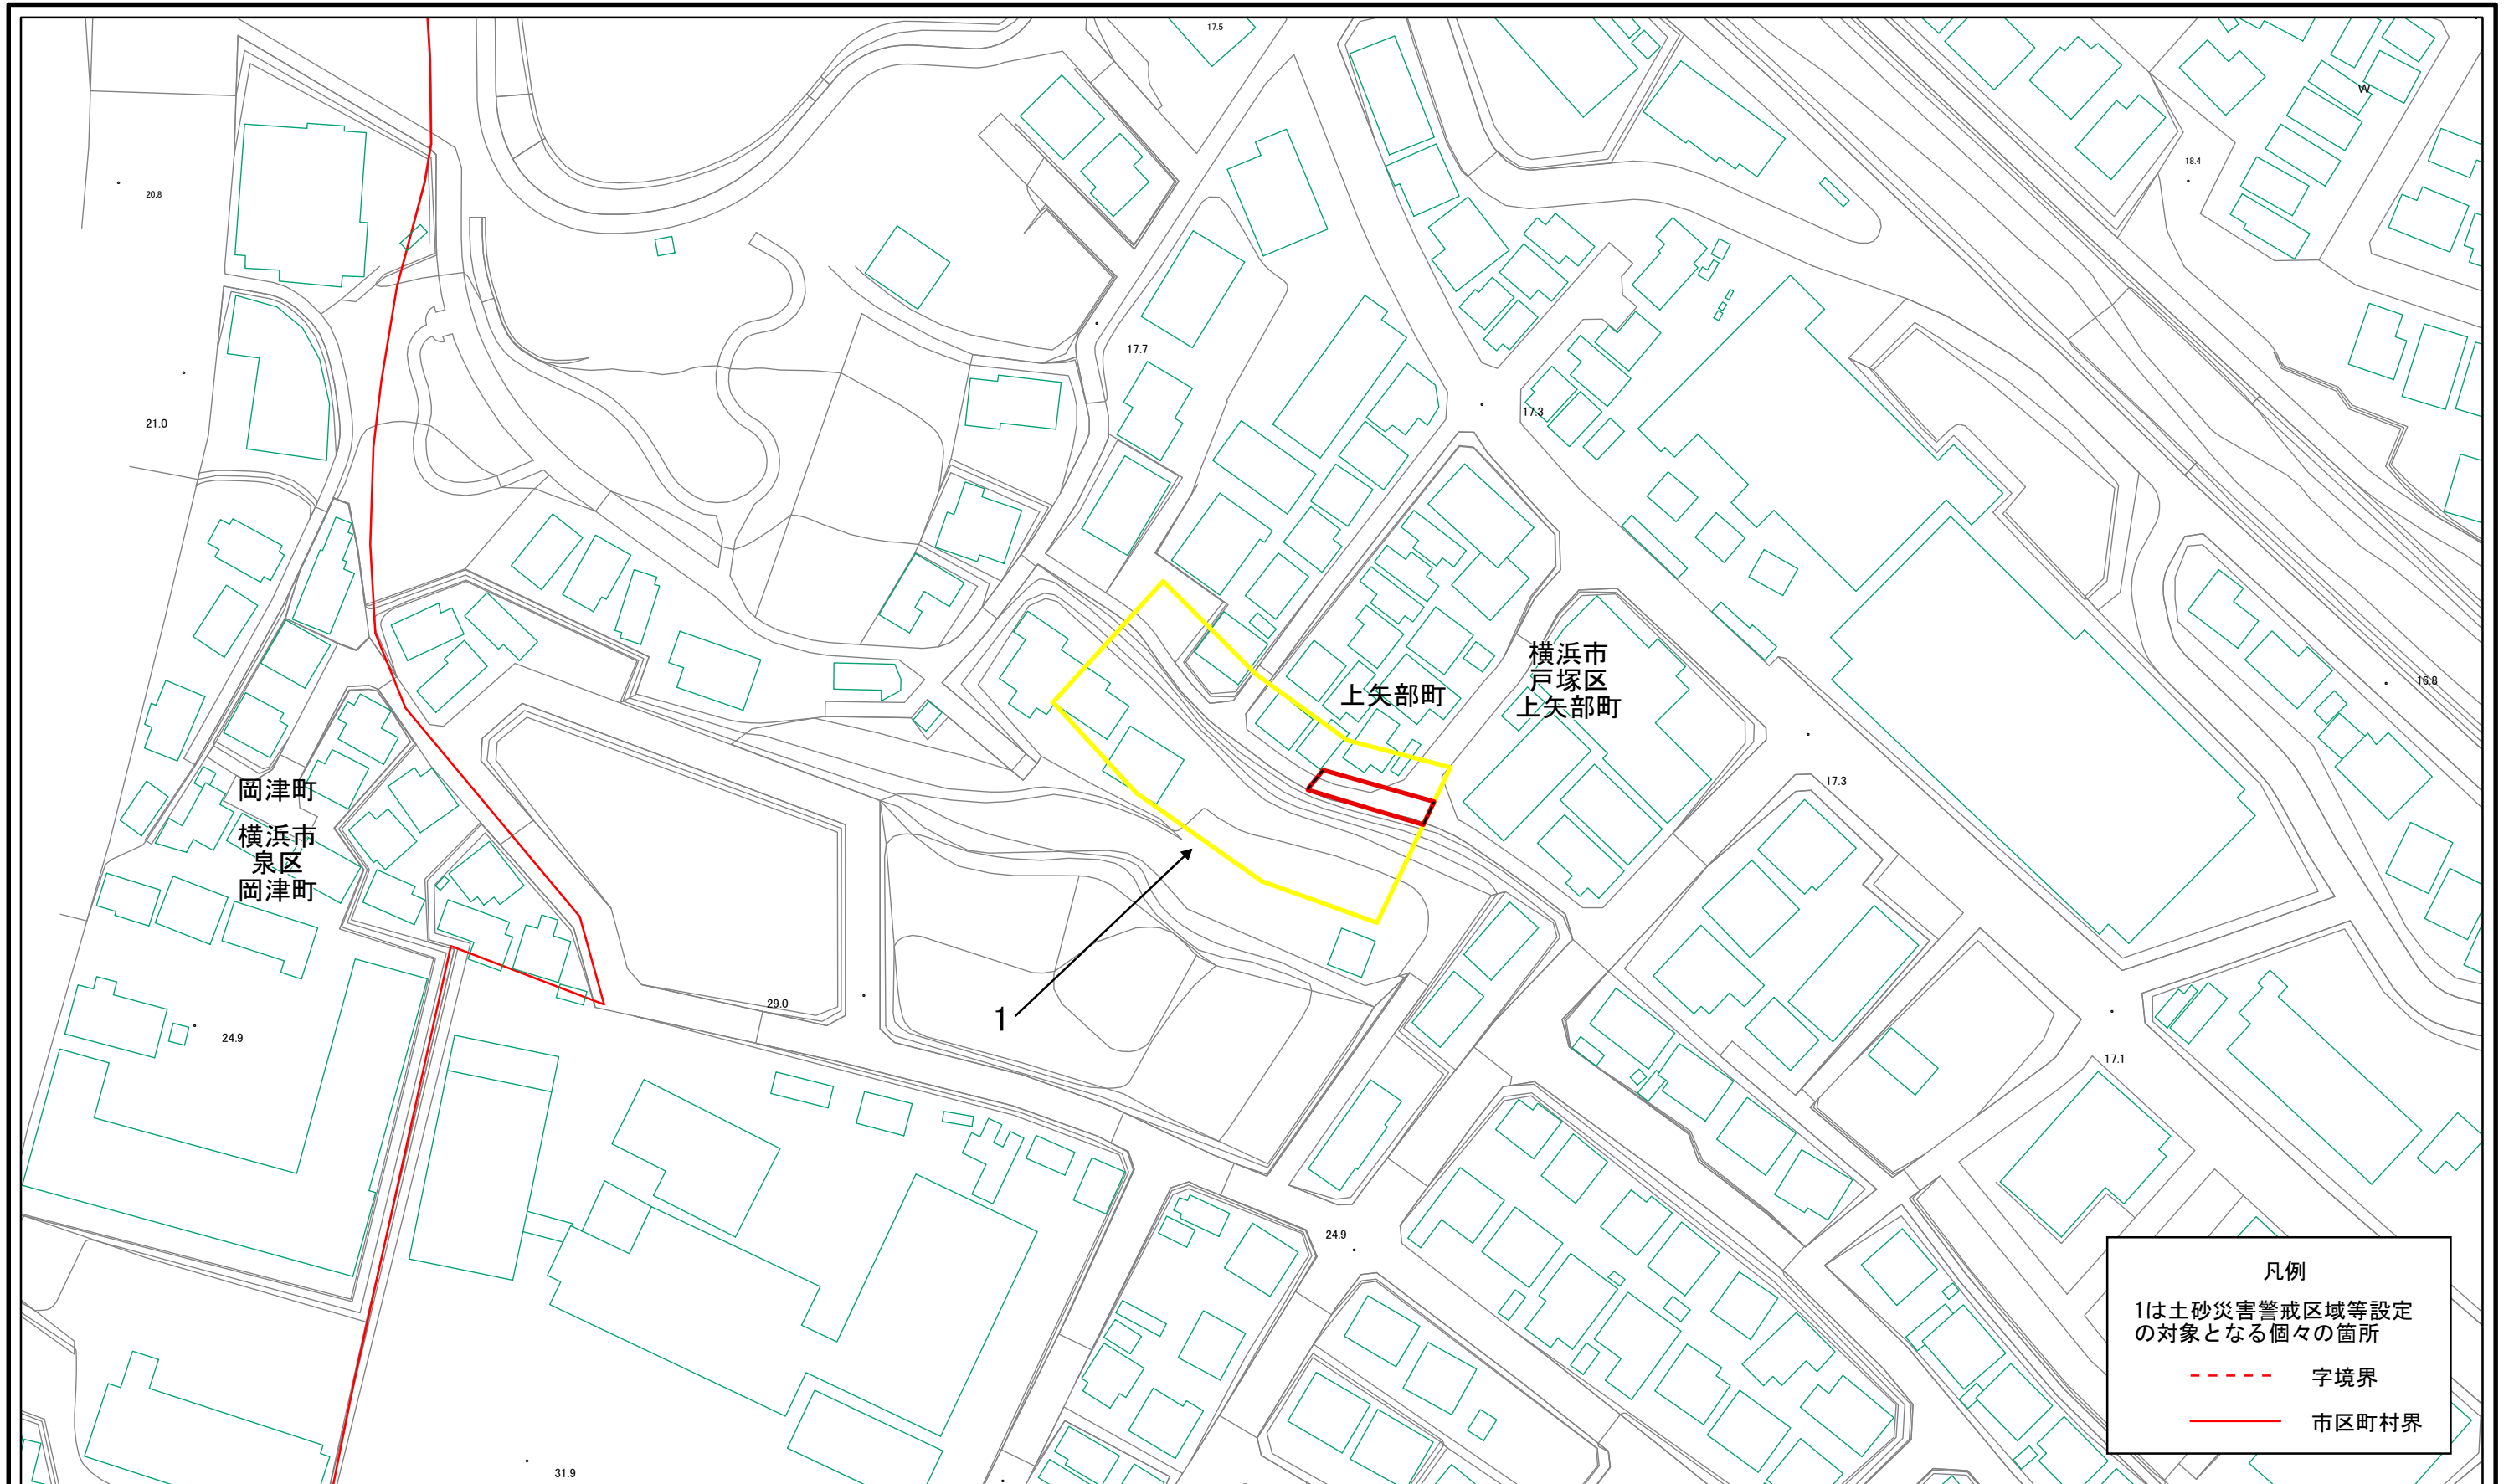 17.5
W
18.4
20.8
17.7
21.0
17.3
横浜市
戸塚区
上矢部町
上矢部町
16.8
17.3
岡津町
横浜市
泉区
岡津町
29.0
1
24.9
17.1
24.9
31.9
凡例
1は土砂災害警戒区域等設定
の対象となる個々の箇所
字境界
市区町村界